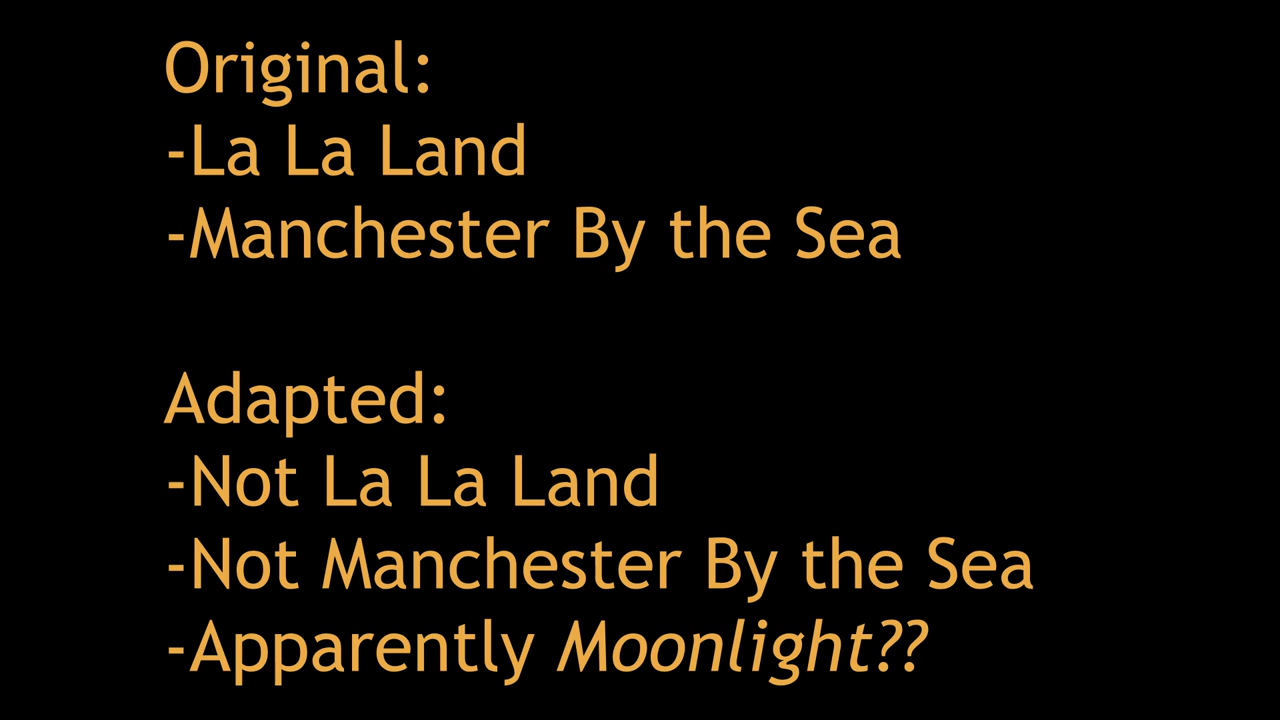 Original:
-La La Land
-Manchester By the Sea
Adapted:
-Not La La Land
-Not Manchester By the Sea
-Apparently Moonlight??